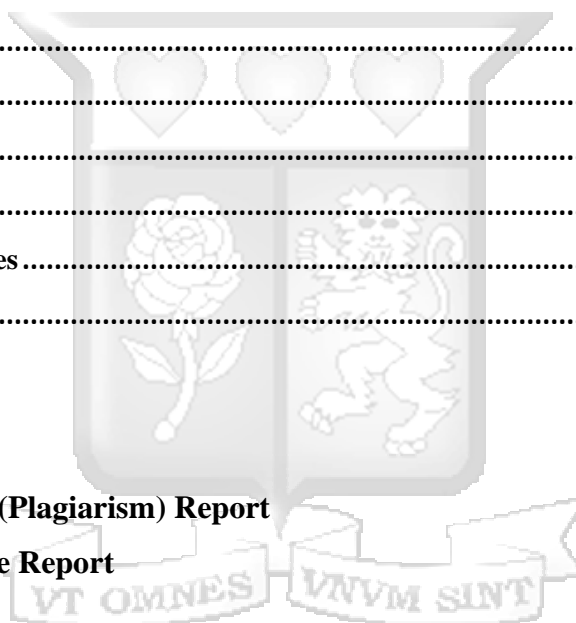 ....................................................................................
....................................................................................
....................................................................................
....................................................................................
es....................................................................................
....................................................................................
(Plagiarism) Report
e Report
VT OMNES VNVM SINT